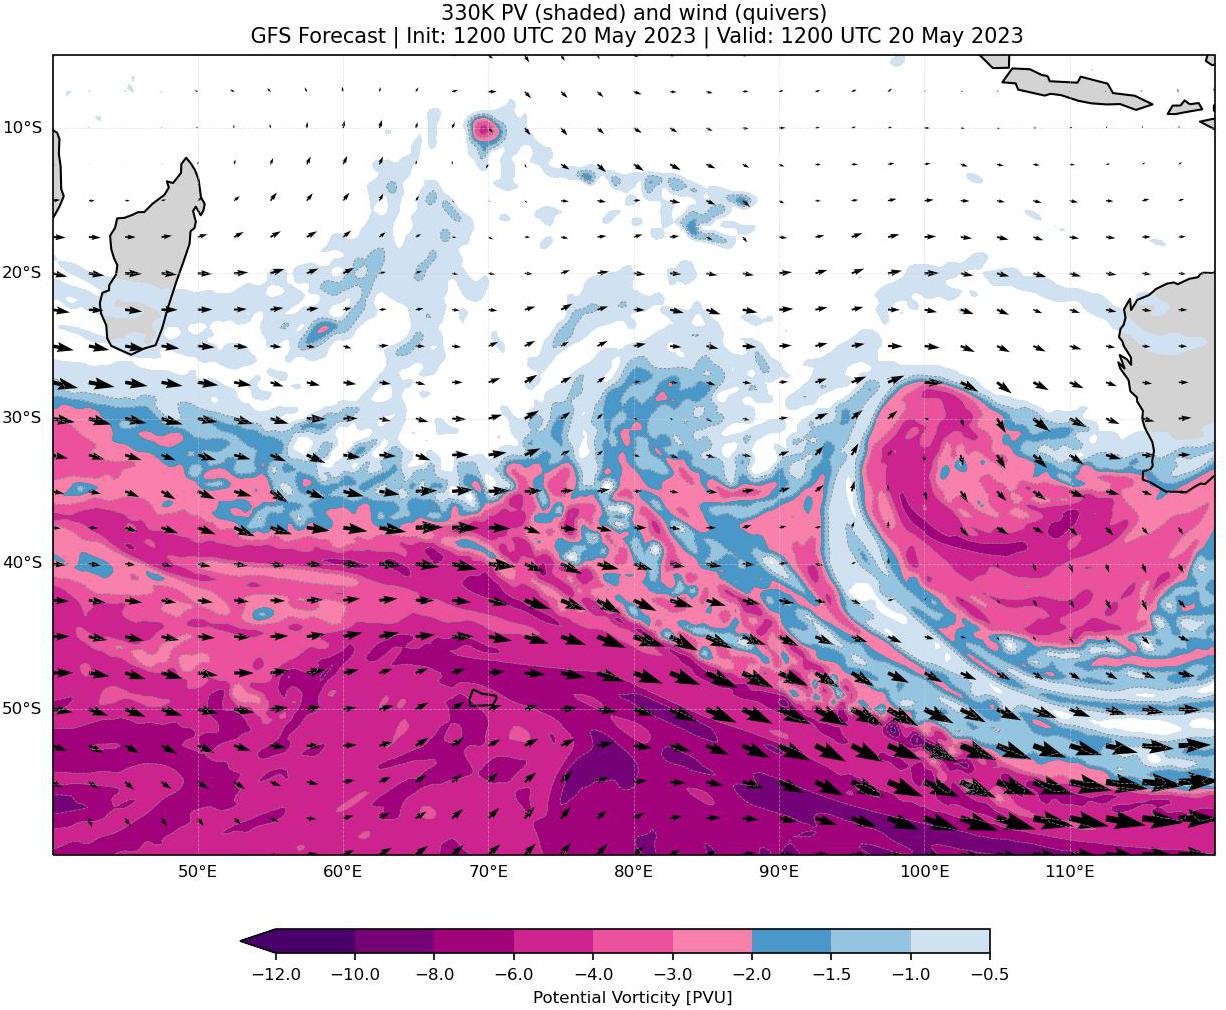 330K PV (shaded) and wind (quivers)
GFS Forecast | Init: 1200 UTC 20 May 2023 | Valid: 1200 UTC 20 May 2023
10°S
20°S
30°S
40°S
50°S
50°E 60°E 70°E 80°E 90°E 100°E 110°E
−12.0 −10.0 −8.0 −6.0 −4.0 −3.0 −2.0 −1.5 −1.0 −0.5
Potential Vorticity [PVU]